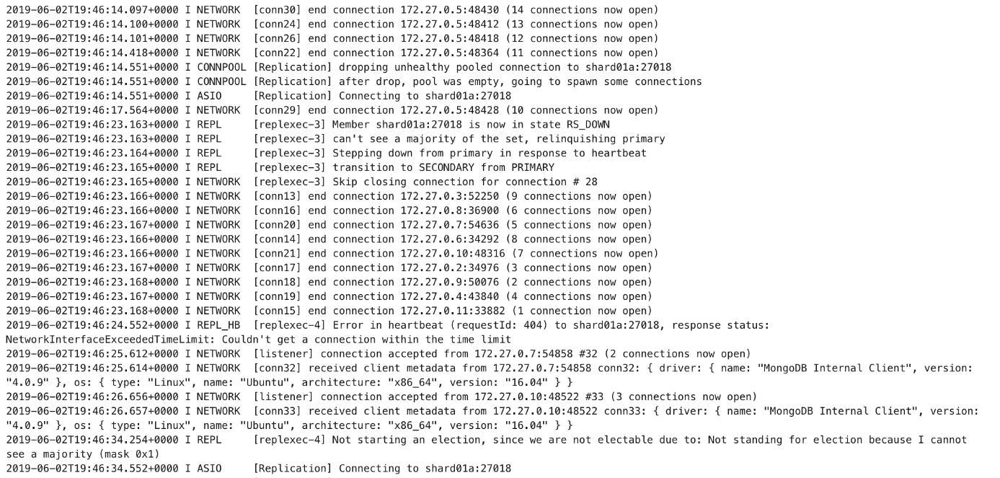 2019-06-02T19:46:14.097+0000 I NETWORK  [conn30] end connection 172.27.0.5:48430 (14 connections now open)
2019-06-02T19:46:14.100+0000 I NETWORK  [conn24] end connection 172.27.0.5:48412 (13 connections now open)
2019-06-02T19:46:14.101+0000 I NETWORK  [conn26] end connection 172.27.0.5:48418 (12 connections now open)
2019-06-02T19:46:14.418+0000 I NETWORK  [conn22] end connection 172.27.0.5:48364 (11 connections now open)
2019-06-02T19:46:14.551+0000 I CONNPOOL [Replication] dropping unhealthy pooled connection to shard01a:27018
2019-06-02T19:46:14.551+0000 I CONNPOOL [Replication] after drop, pool was empty, going to spawn some connections
2019-06-02T19:46:14.551+0000 I ASIO     [Replication] Connecting to shard01a:27018
2019-06-02T19:46:17.564+0000 I NETWORK  [conn29] end connection 172.27.0.5:48428 (10 connections now open)
2019-06-02T19:46:23.163+0000 I REPL     [replexec-3] Member shard01a:27018 is now in state RS_DOWN
2019-06-02T19:46:23.163+0000 I REPL     [replexec-3] can't see a majority of the set, relinquishing primary
2019-06-02T19:46:23.164+0000 I REPL     [replexec-3] Stepping down from primary in response to heartbeat
2019-06-02T19:46:23.165+0000 I REPL     [replexec-3] transition to SECONDARY from PRIMARY
2019-06-02T19:46:23.165+0000 I NETWORK  [replexec-3] Skip closing connection for connection # 28
2019-06-02T19:46:23.166+0000 I NETWORK  [conn13] end connection 172.27.0.3:52250 (9 connections now open)
2019-06-02T19:46:23.166+0000 I NETWORK  [conn16] end connection 172.27.0.8:36900 (6 connections now open)
2019-06-02T19:46:23.167+0000 I NETWORK  [conn20] end connection 172.27.0.7:54636 (5 connections now open)
2019-06-02T19:46:23.166+0000 I NETWORK  [conn14] end connection 172.27.0.6:34292 (8 connections now open)
2019-06-02T19:46:23.166+0000 I NETWORK  [conn21] end connection 172.27.0.10:48316 (7 connections now open)
2019-06-02T19:46:23.167+0000 I NETWORK  [conn17] end connection 172.27.0.2:34976 (3 connections now open)
2019-06-02T19:46:23.168+0000 I NETWORK  [conn18] end connection 172.27.0.9:50076 (2 connections now open)
2019-06-02T19:46:23.167+0000 I NETWORK  [conn19] end connection 172.27.0.4:43840 (4 connections now open)
2019-06-02T19:46:23.168+0000 I NETWORK  [conn15] end connection 172.27.0.11:33882 (1 connection now open)
2019-06-02T19:46:24.552+0000 I REPL_HB  [replexec-4] Error in heartbeat (requestId: 404) to shard01a:27018, response status:
NetworkInterfaceExceededTimeLimit: Couldn't get a connection within the time limit
2019-06-02T19:46:25.612+0000 I NETWORK  [listener] connection accepted from 172.27.0.7:54858 #32 (2 connections now open)
2019-06-02T19:46:25.614+0000 I NETWORK  [conn32] received client metadata from 172.27.0.7:54858 conn32: { driver: { name: "MongoDB Internal Client", version:
"4.0.9" }, os: { type: "Linux", name: "Ubuntu", architecture: "x86_64", version: "16.04" } }
2019-06-02T19:46:26.656+0000 I NETWORK  [listener] connection accepted from 172.27.0.10:48522 #33 (3 connections now open)
2019-06-02T19:46:26.657+0000 I NETWORK  [conn33] received client metadata from 172.27.0.10:48522 conn33: { driver: { name: "MongoDB Internal Client", version:
"4.0.9" }, os: { type: "Linux", name: "Ubuntu", architecture: "x86_64", version: "16.04" } }
2019-06-02T19:46:34.254+0000 I REPL     [replexec-4] Not starting an election, since we are not electable due to: Not standing for election because I cannot
see a majority (mask 0x1)
2019-06-02T19:46:34.552+0000 I ASIO     [Replication] Connecting to shard01a:27018